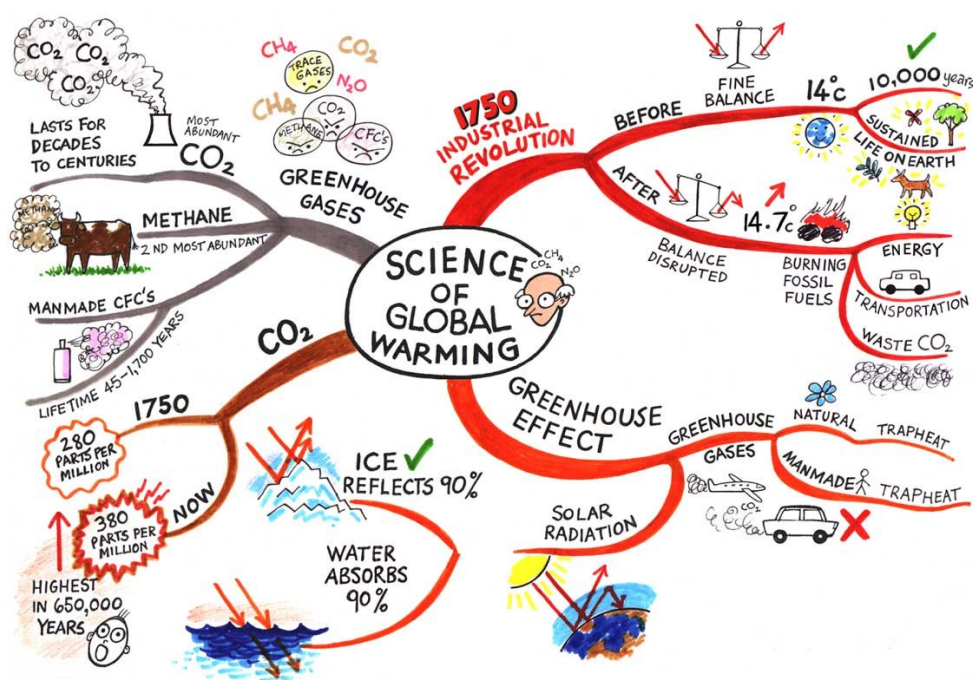 SCIENCE
OF
GLOBAL
WARMING
CO2
CH4
N2O
1750
INDUSTRIAL
REVOLUTION
BEFORE
FINE
BALANCE
14°C
10,000 years
SUSTAINED
LIFE ON EARTH
AFTER
BALANCE
DISRUPTED
14.7°C
BURNING
FOSSIL
FUELS
ENERGY
TRANSPORTATION
WASTE CO2
GREENHOUSE
EFFECT
GREENHOUSE
GASES
NATURAL
TRAPHEAT
MANMADE
TRAPHEAT
CO2
SOLAR
RADIATION
ICE
REFLECTS 90%
WATER
ABSORBS
90%
CO2
1750
280
PARTS PER
MILLION
NOW
380
PARTS PER
MILLION
HIGHEST
IN 650,000
YEARS
GREENHOUSE
GASES
CH4
CO2
TRACE
GASES
N2O
CH4
CO2
METHANE
CFC'S
CO2
CO2
CO2
MOST
ABUNDANT
CO2
LASTS FOR
DECADES
TO CENTURIES
METHANE
METHANE
2ND MOST ABUNDANT
MANMADE CFC'S
LIFETIME 45-1,700 YEARS